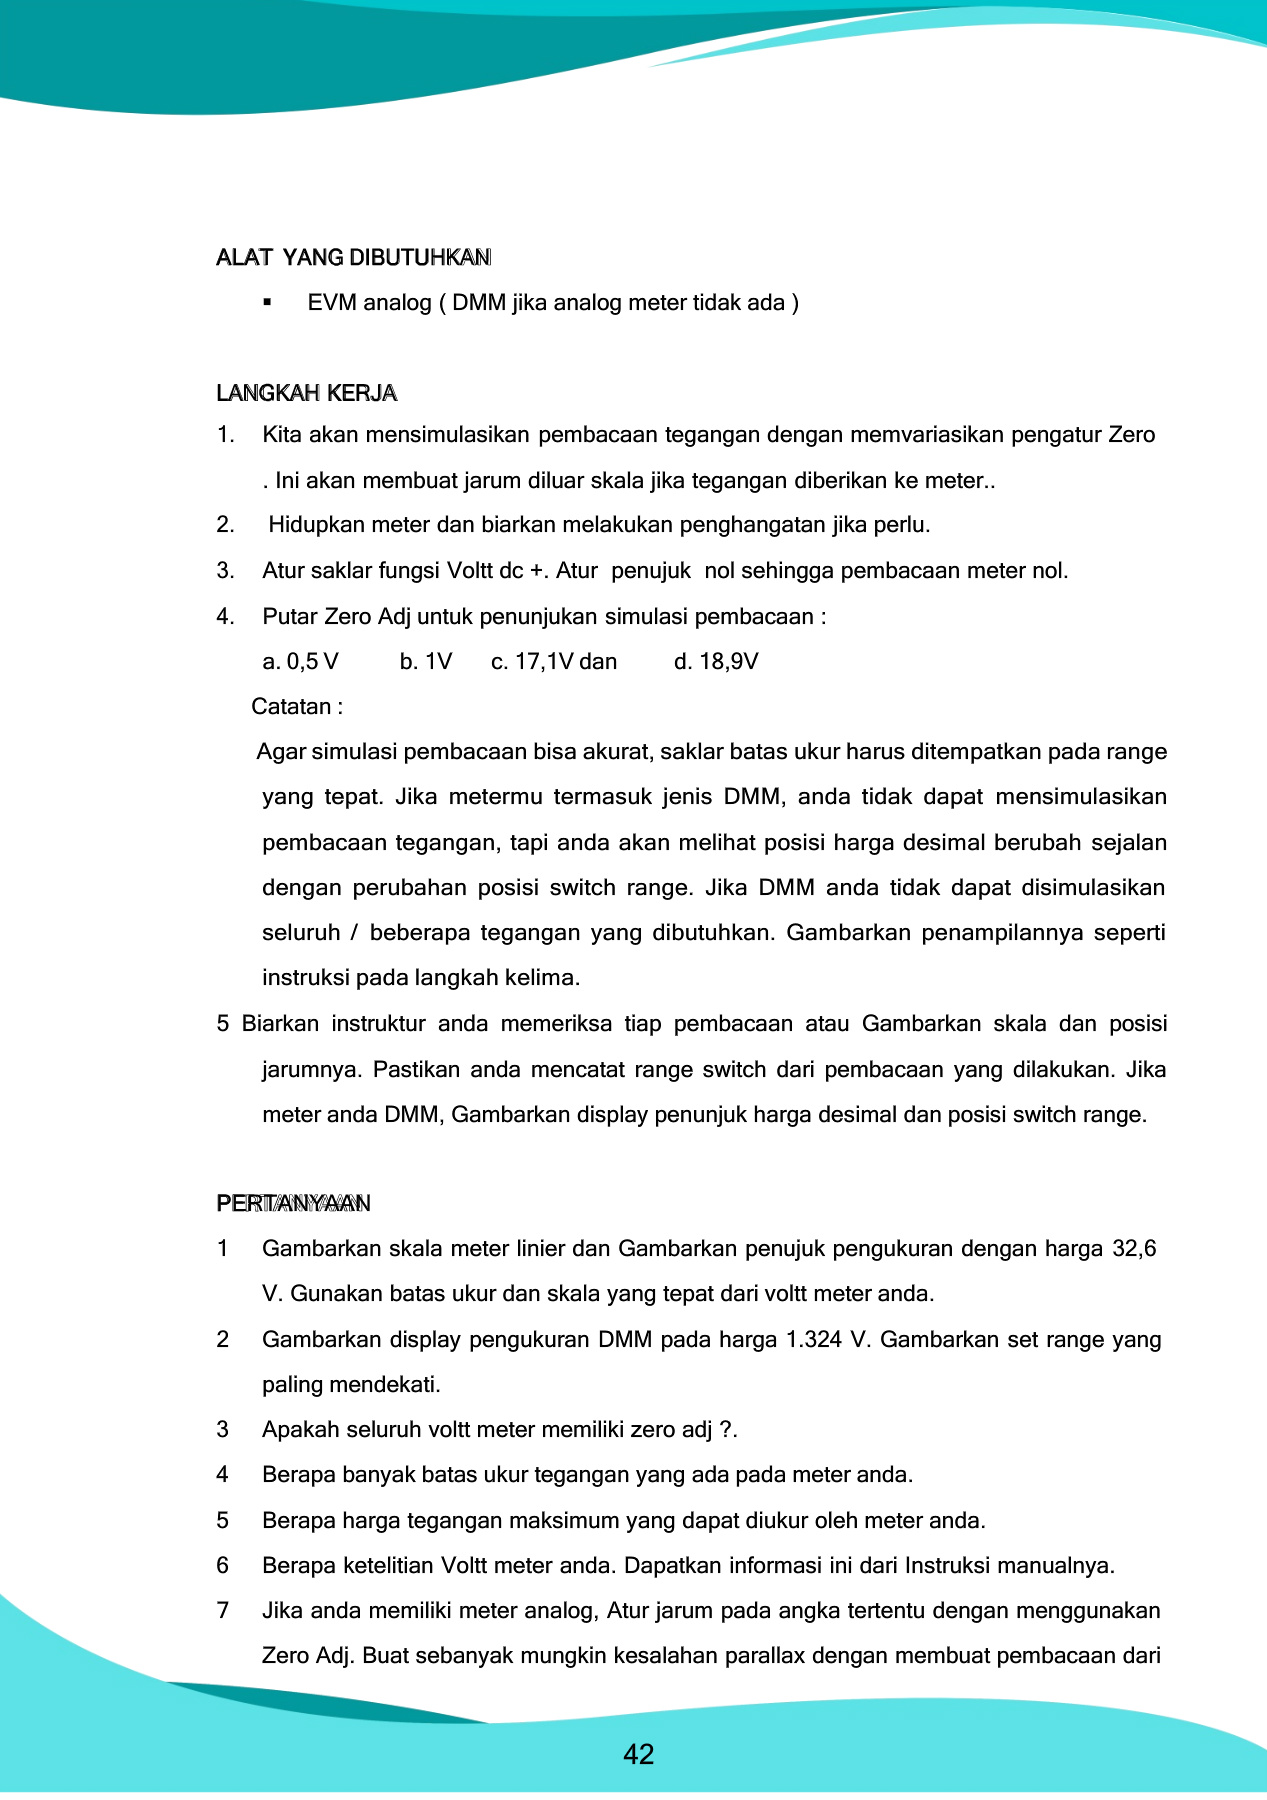 ALAT YANG DIBUTUHKAN
▪ EVM analog ( DMM jika analog meter tidak ada )
LANGKAH KERJA
1. Kita akan mensimulasikan pembacaan tegangan dengan memvariasikan pengatur Zero
. Ini akan membuat jarum diluar skala jika tegangan diberikan ke meter..
2. Hidupkan meter dan biarkan melakukan penghangatan jika perlu.
3. Atur saklar fungsi Voltt dc +. Atur penujuk nol sehingga pembacaan meter nol.
4. Putar Zero Adj untuk penunjukan simulasi pembacaan :
a. 0,5 V b. 1V c. 17,1V dan d. 18,9V
Catatan :
Agar simulasi pembacaan bisa akurat, saklar batas ukur harus ditempatkan pada range
yang tepat. Jika metermu termasuk jenis DMM, anda tidak dapat mensimulasikan
pembacaan tegangan, tapi anda akan melihat posisi harga desimal berubah sejalan
dengan perubahan posisi switch range. Jika DMM anda tidak dapat disimulasikan
seluruh / beberapa tegangan yang dibutuhkan. Gambarkan penampilannya seperti
instruksi pada langkah kelima.
5 Biarkan instruktur anda memeriksa tiap pembacaan atau Gambarkan skala dan posisi
jarumnya. Pastikan anda mencatat range switch dari pembacaan yang dilakukan. Jika
meter anda DMM, Gambarkan display penunjuk harga desimal dan posisi switch range.
PERTANYAAN
1 Gambarkan skala meter linier dan Gambarkan penujuk pengukuran dengan harga 32,6
V. Gunakan batas ukur dan skala yang tepat dari voltt meter anda.
2 Gambarkan display pengukuran DMM pada harga 1.324 V. Gambarkan set range yang
paling mendekati.
3 Apakah seluruh voltt meter memiliki zero adj ?.
4 Berapa banyak batas ukur tegangan yang ada pada meter anda.
5 Berapa harga tegangan maksimum yang dapat diukur oleh meter anda.
6 Berapa ketelitian Voltt meter anda. Dapatkan informasi ini dari Instruksi manualnya.
7 Jika anda memiliki meter analog, Atur jarum pada angka tertentu dengan menggunakan
Zero Adj. Buat sebanyak mungkin kesalahan parallax dengan membuat pembacaan dari
42